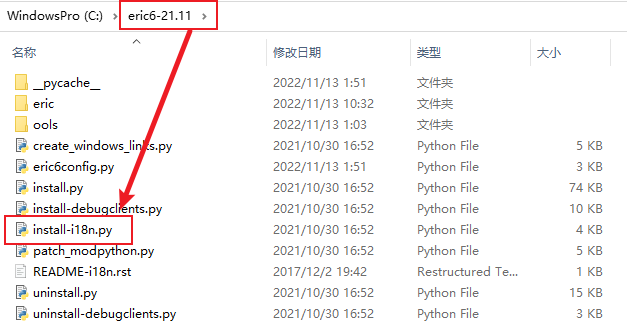 WindowsPro (C:) > eric6-21.11 >
名称 修改日期 类型 大小
__pycache__ 2022/11/13 1:51 文件夹
eric 2022/11/13 10:32 文件夹
ools 2022/11/13 1:03 文件夹
create_windows_links.py 2021/10/30 16:52 Python File 5 KB
eric6config.py 2022/11/13 1:51 Python File 3 KB
install.py 2021/10/30 16:52 Python File 74 KB
install-debugclients.py 2021/10/30 16:52 Python File 10 KB
install-i18n.py 2021/10/30 16:52 Python File 4 KB
patch_modpython.py 2021/10/30 16:52 Python File 5 KB
README-i18n.rst 2017/12/2 19:42 Restructured Te... 1 KB
uninstall.py 2021/10/30 16:52 Python File 15 KB
uninstall-debugclients.py 2021/10/30 16:52 Python File 6 KB